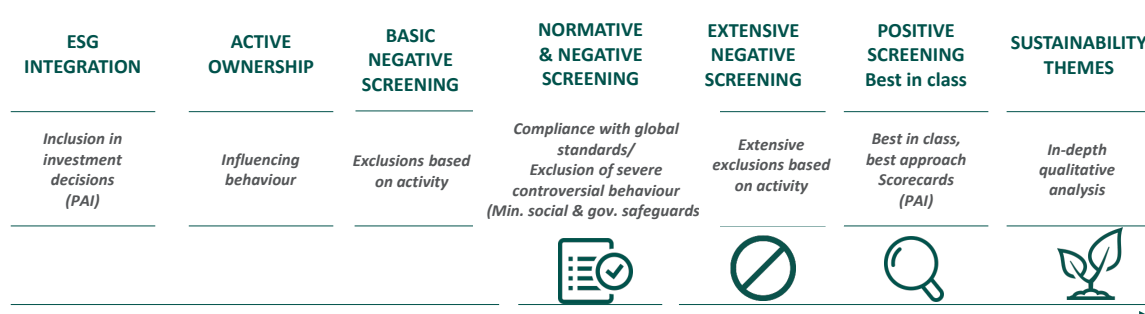 ESG
INTEGRATION
ACTIVE
OWNERSHIP
BASIC
NEGATIVE
SCREENING
NORMATIVE
& NEGATIVE
SCREENING
EXTENSIVE
NEGATIVE
SCREENING
POSITIVE
SCREENING
Best in class
SUSTAINABILITY
THEMES
Inclusion in
investment
decisions
(PAI)
Influencing
behaviour
Exclusions based
on activity
Compliance with global
standards/
Exclusion of severe
controversial behaviour
(Min. social & gov. safeguards
Extensive
exclusions based
on activity
Best in class,
best approach
Scorecards
(PAI)
In-depth
qualitative
analysis